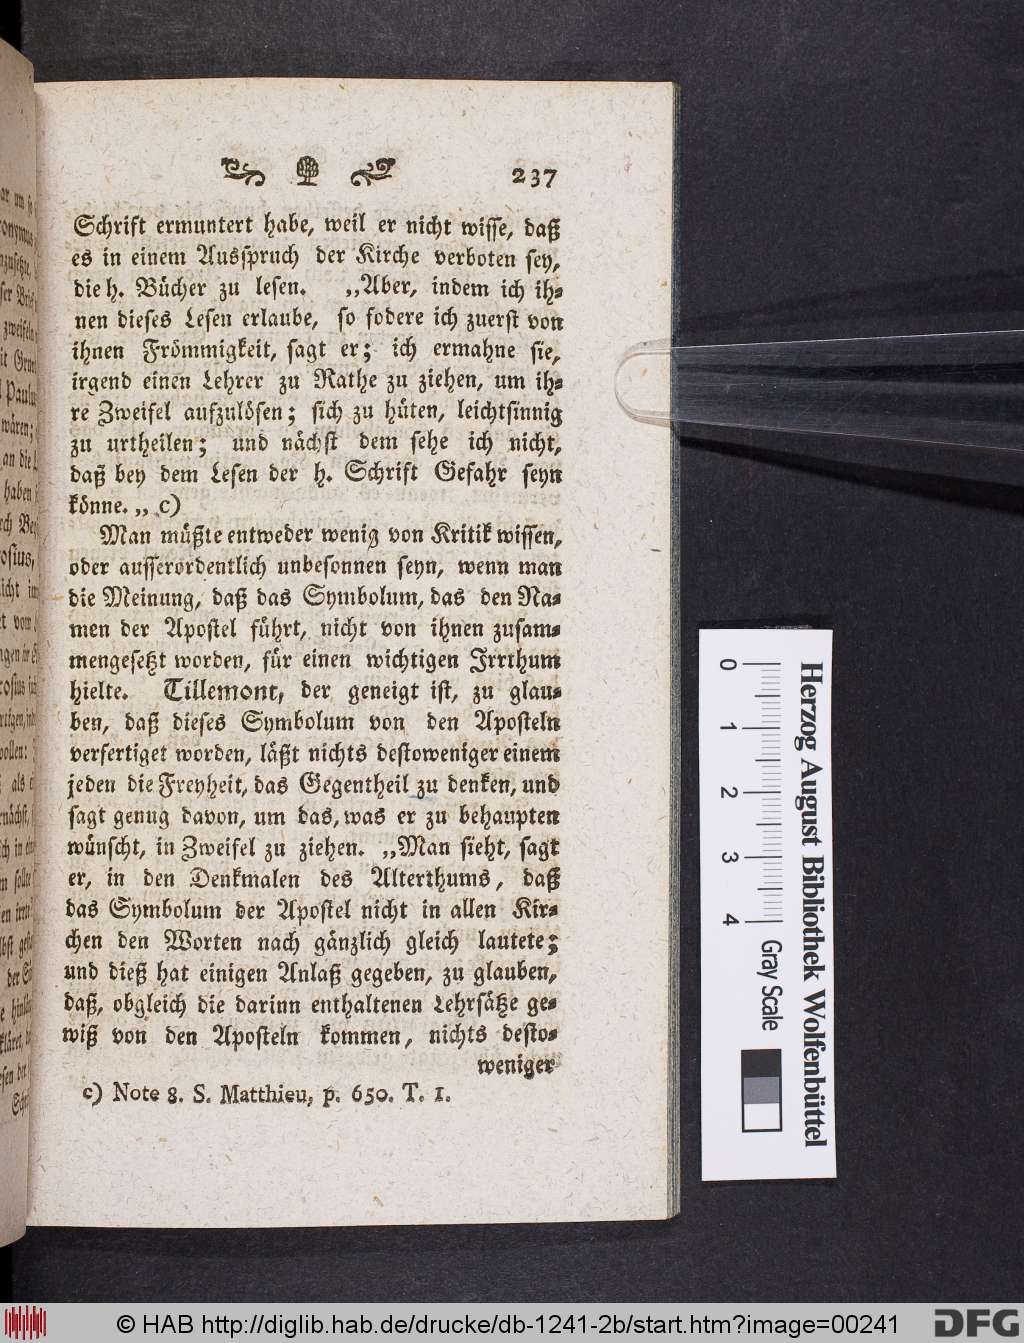 237
Schrift ermuntert habe, weil er nicht wisse, daß
es in einem Ausspruch der Kirche verboten sey,
die h. Bücher zu lesen. „Aber, indem ich ih-
nen dieses Lesen erlaube, so fodere ich zuerst von
ihnen Frömmigkeit, sagt er; ich ermahne sie,
irgend einen Lehrer zu Rathe zu ziehen, um ih-
re Zweifel aufzulösen; sich zu hüten, leichtsinnig
zu urtheilen; und nächst dem sehe ich nicht,
daß bey dem Lesen der h. Schrift Gefahr seyn
könne.„ c)
Man müßte entweder wenig von Kritik wissen,
oder ausserordentlich unbesonnen seyn, wenn man
die Meinung, daß das Symbolum, das den Na-
men der Apostel führt, nicht von ihnen zusam-
mengesetzt worden, für einen wichtigen Irrthum
hielte. Tillemont, der geneigt ist, zu glau-
ben, daß dieses Symbolum von den Aposteln
verfertiget worden, läßt nichts destoweniger einem
jeden die Freyheit, das Gegentheil zu denken, und
sagt genug davon, um das, was er zu behaupten
wünscht, in Zweifel zu ziehen. „Man sieht, sagt
er, in den Denkmalen des Alterthums, daß
das Symbolum der Apostel nicht in allen Kir-
chen den Worten nach gänzlich gleich lautete;
und dieß hat einigen Anlaß gegeben, zu glauben,
daß, obgleich die darinn enthaltenen Lehrsätze ge-
wiß von den Aposteln kommen, nichts desto-
weniger
c) Note 8. S. Matthieu, p. 650. T. 1.
Herzog August Bibliothek Wolfenbüttel
0 1 2 3 4 Gray Scale
© HAB http://diglib.hab.de/drucke/db-1241-2b/start.htm?image=00241
DFG